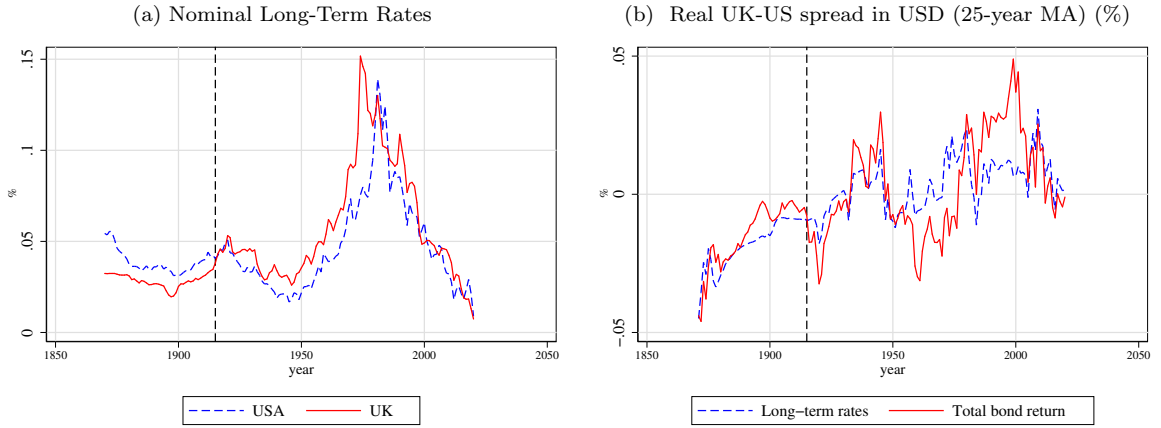 (a) Nominal Long-Term Rates
.15
.1
.05
0
%
1850 1900 1950 2000 2050
year
USA UK
(b) Real UK-US spread in USD (25-year MA) (%)
.05
0
−.05
%
1850 1900 1950 2000 2050
year
Long−term rates Total bond return